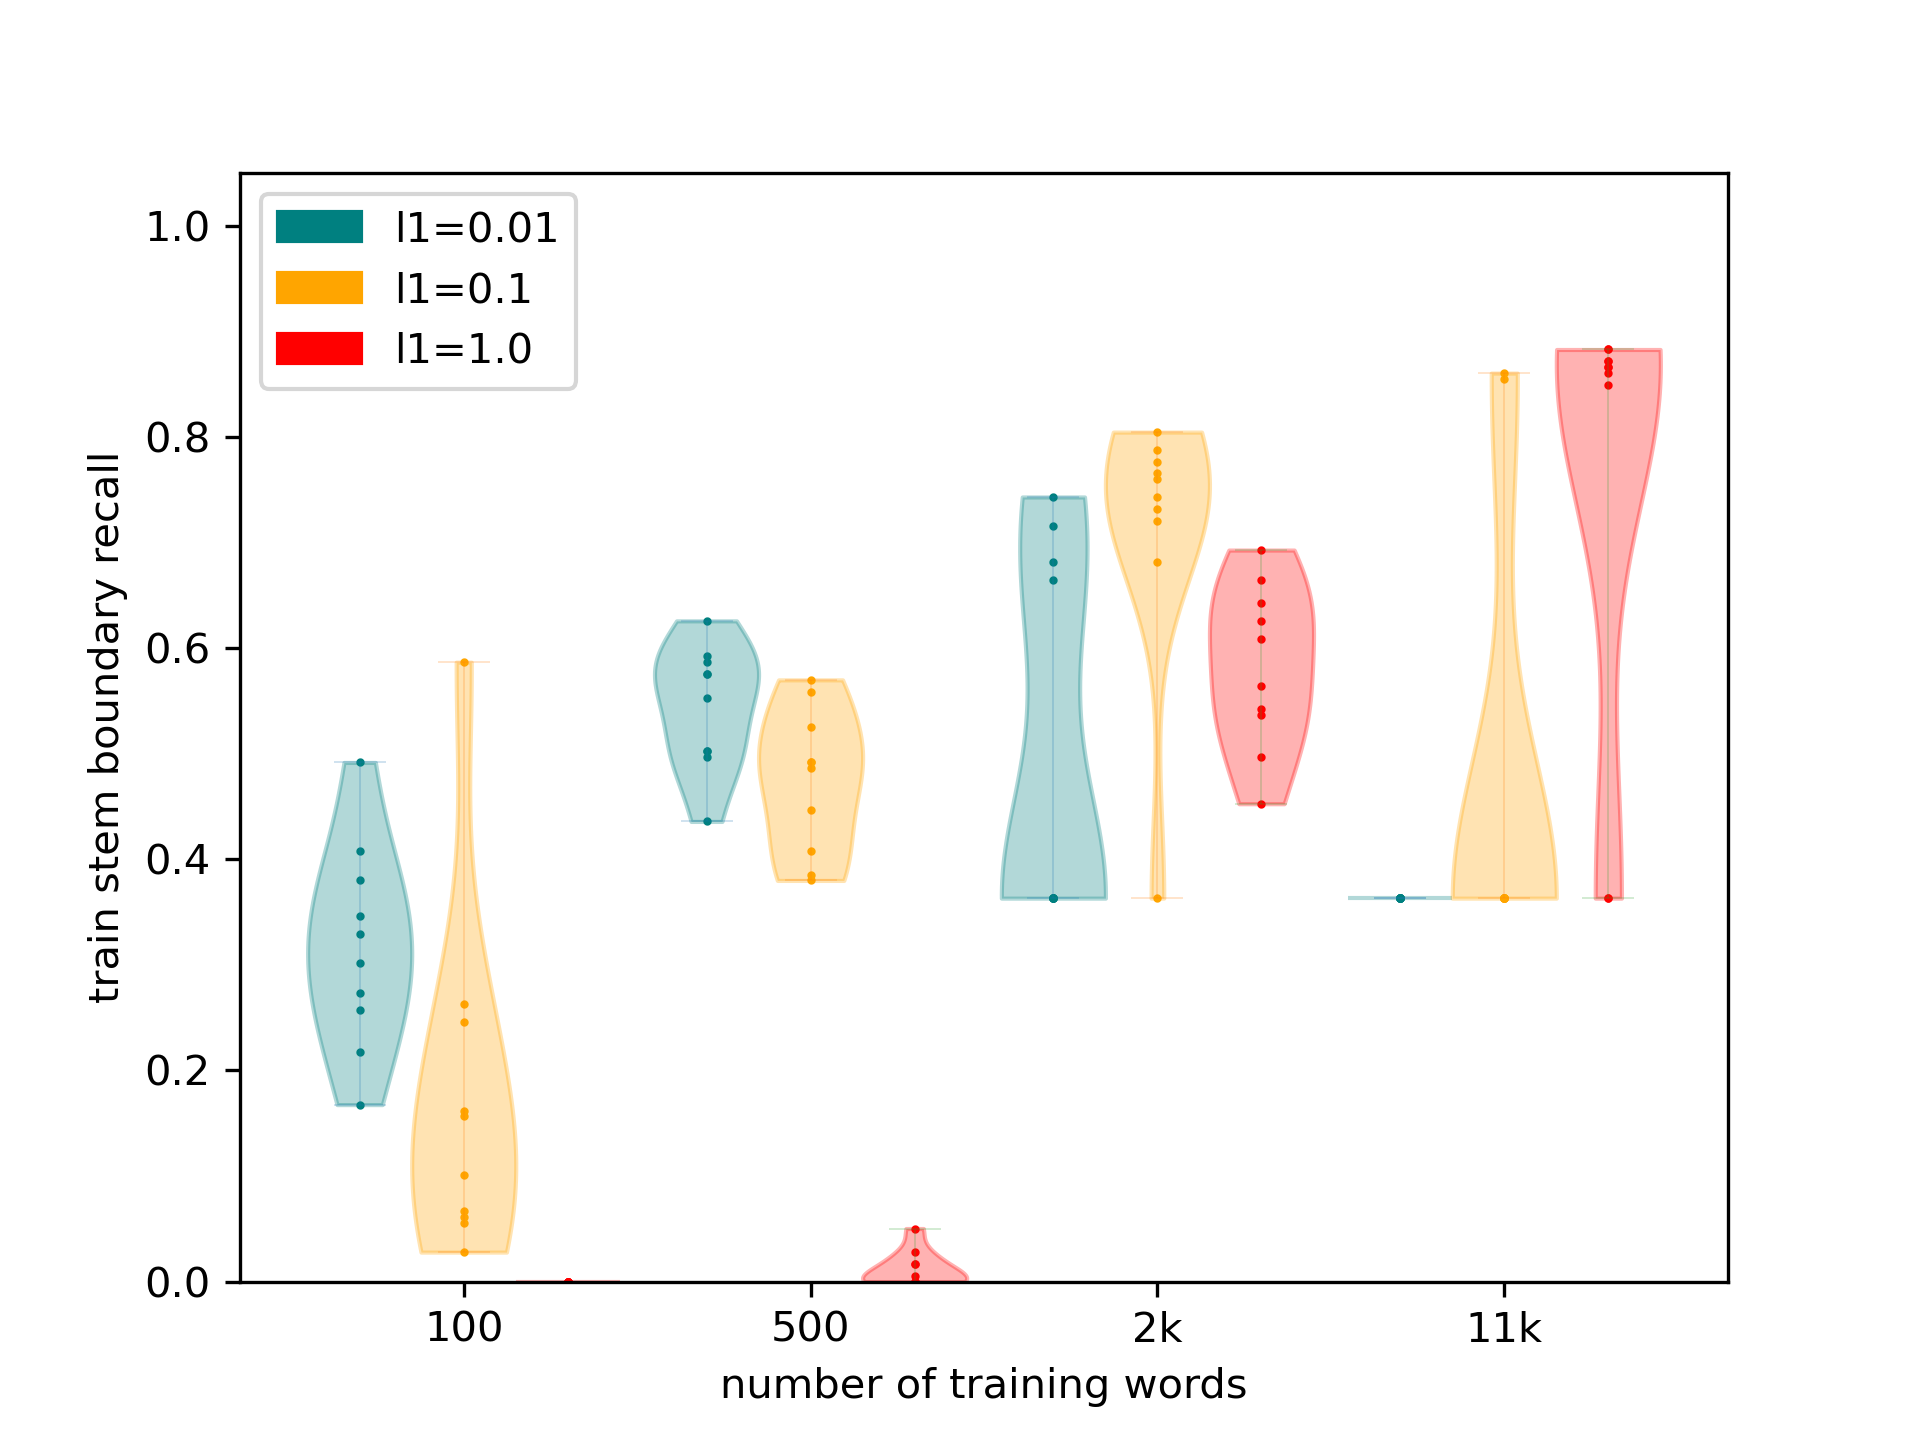 l1=0.01
l1=0.1
l1=1.0
1.0
0.8
0.6
0.4
0.2
0.0
train stem boundary recall
100 500 2k 11k
number of training words